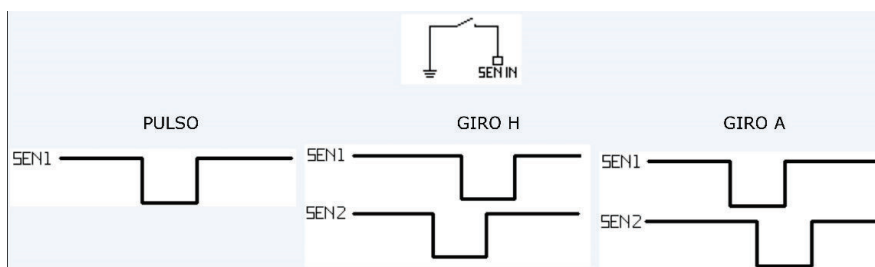 SEN IN
PULSO
GIRO H
GIRO A
SEN1
SEN1
SEN2
SEN1
SEN2